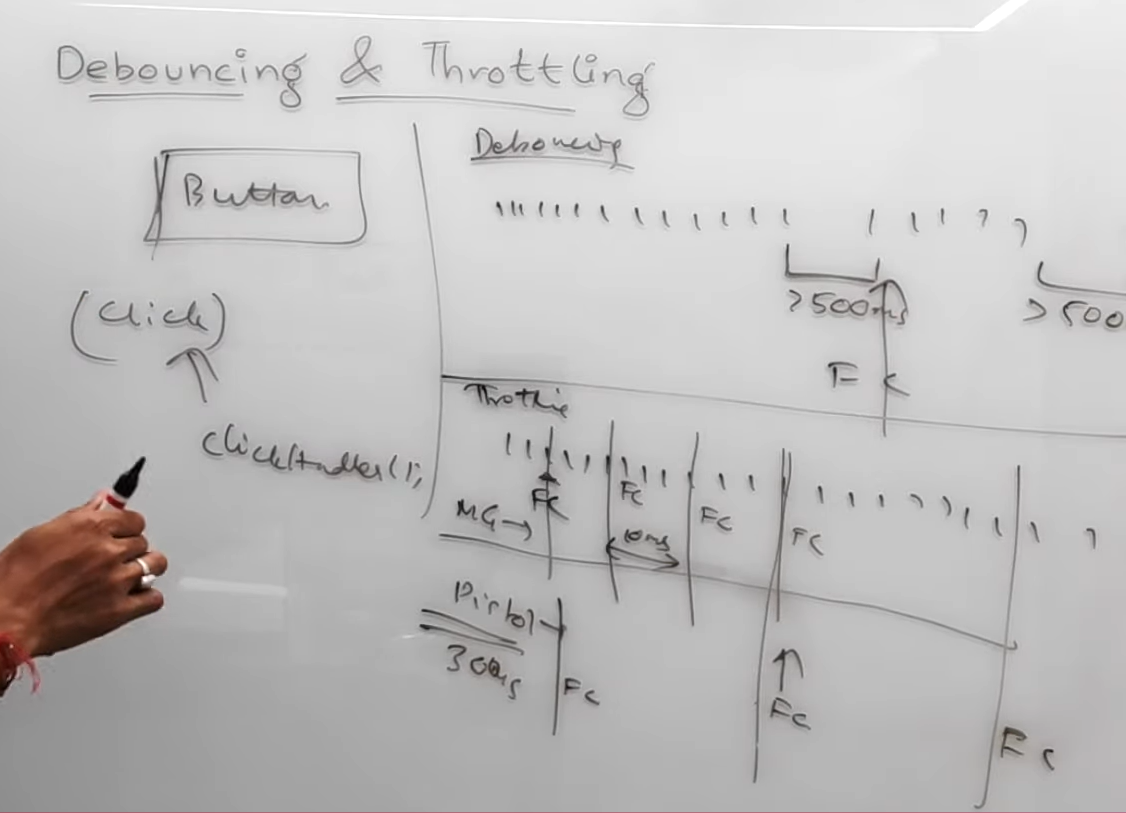 Debouncing & Throttling
Button
(Click)
ClickHandler();
Debouncing
>500ms
> 500
FC
Throttle
FC
FC
FC
FC
MG →
10ms
Pistol
300ms
FC
FC
FC